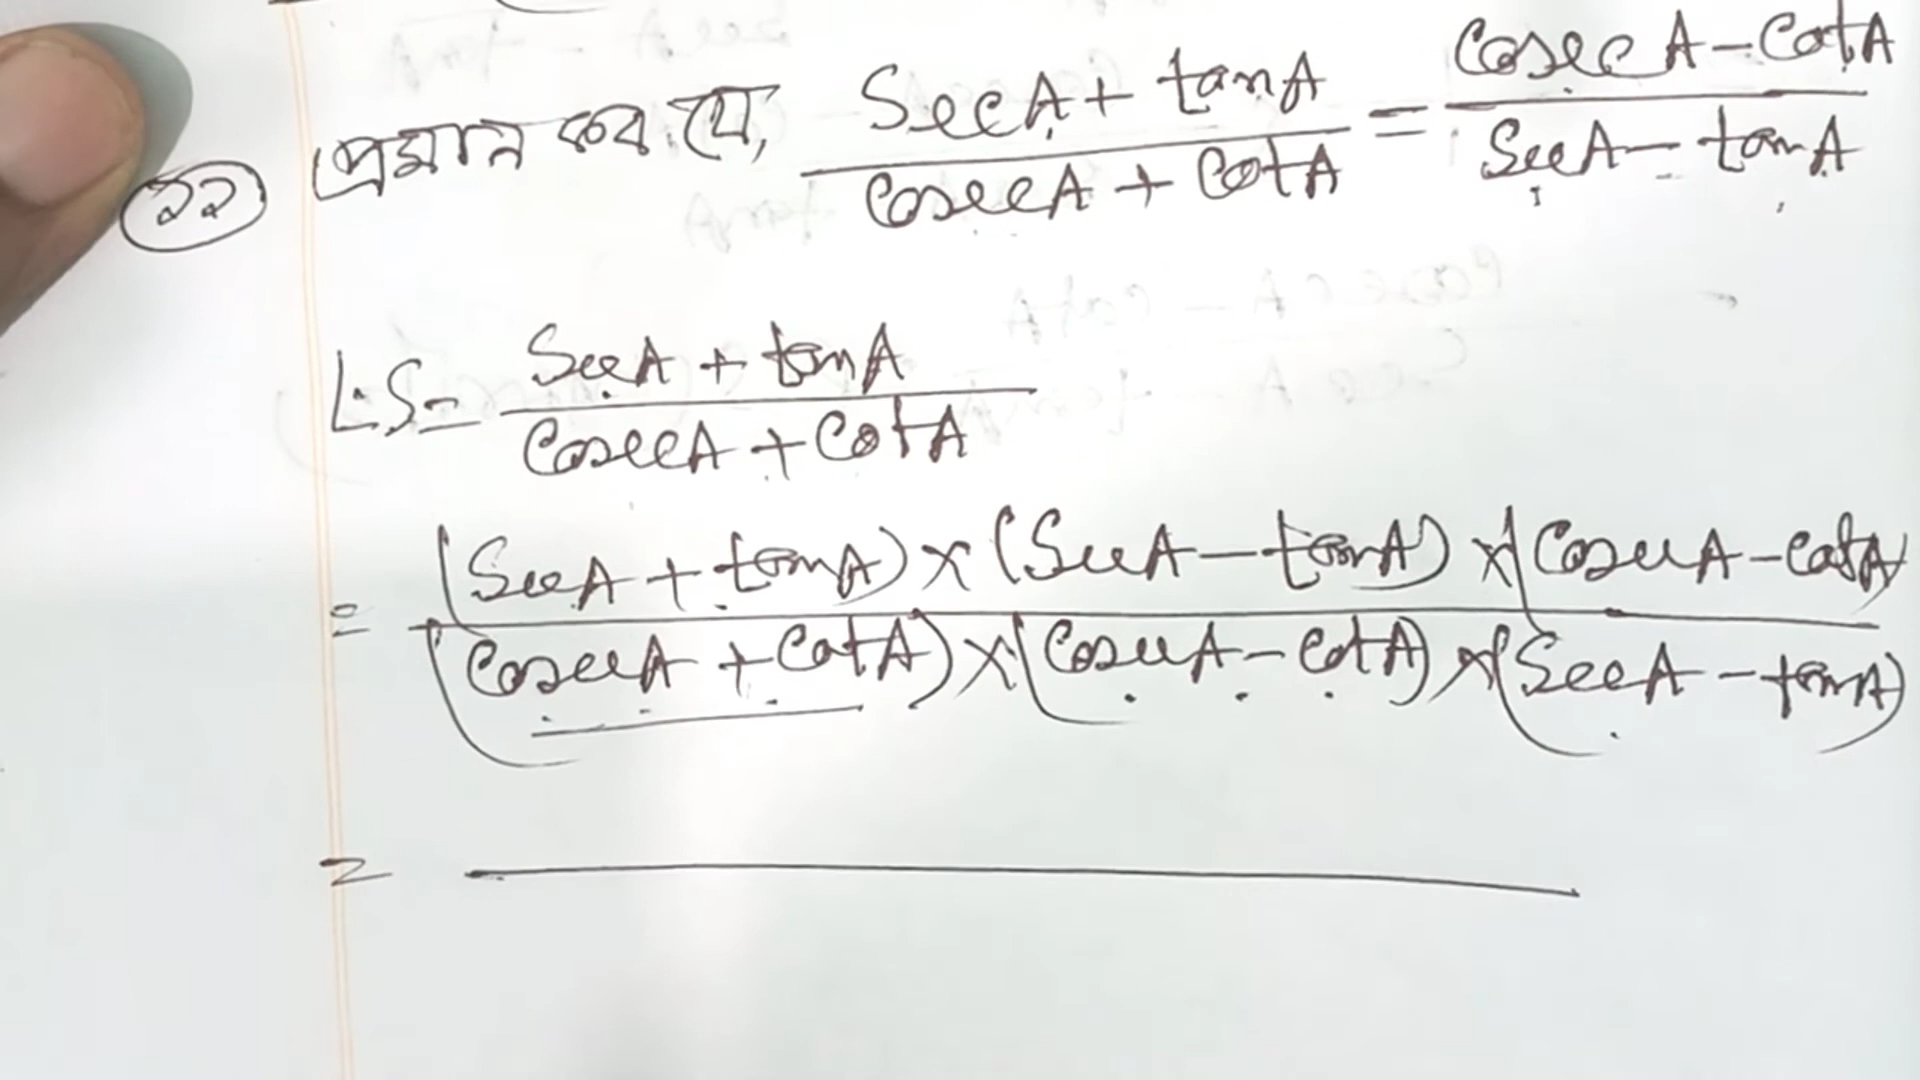 ২২ প্রমান কর যে, (SecA + tanA)/(CosecA + CotA) = (CosecA - CotA)/(SecA - tanA)
L.S = (SecA + tanA)/(CosecA + CotA)
= ((SecA + tanA) × (SecA - tanA) × (CosecA - CotA))/((CosecA + CotA) × (CosecA - CotA) × (SecA - tanA))
=